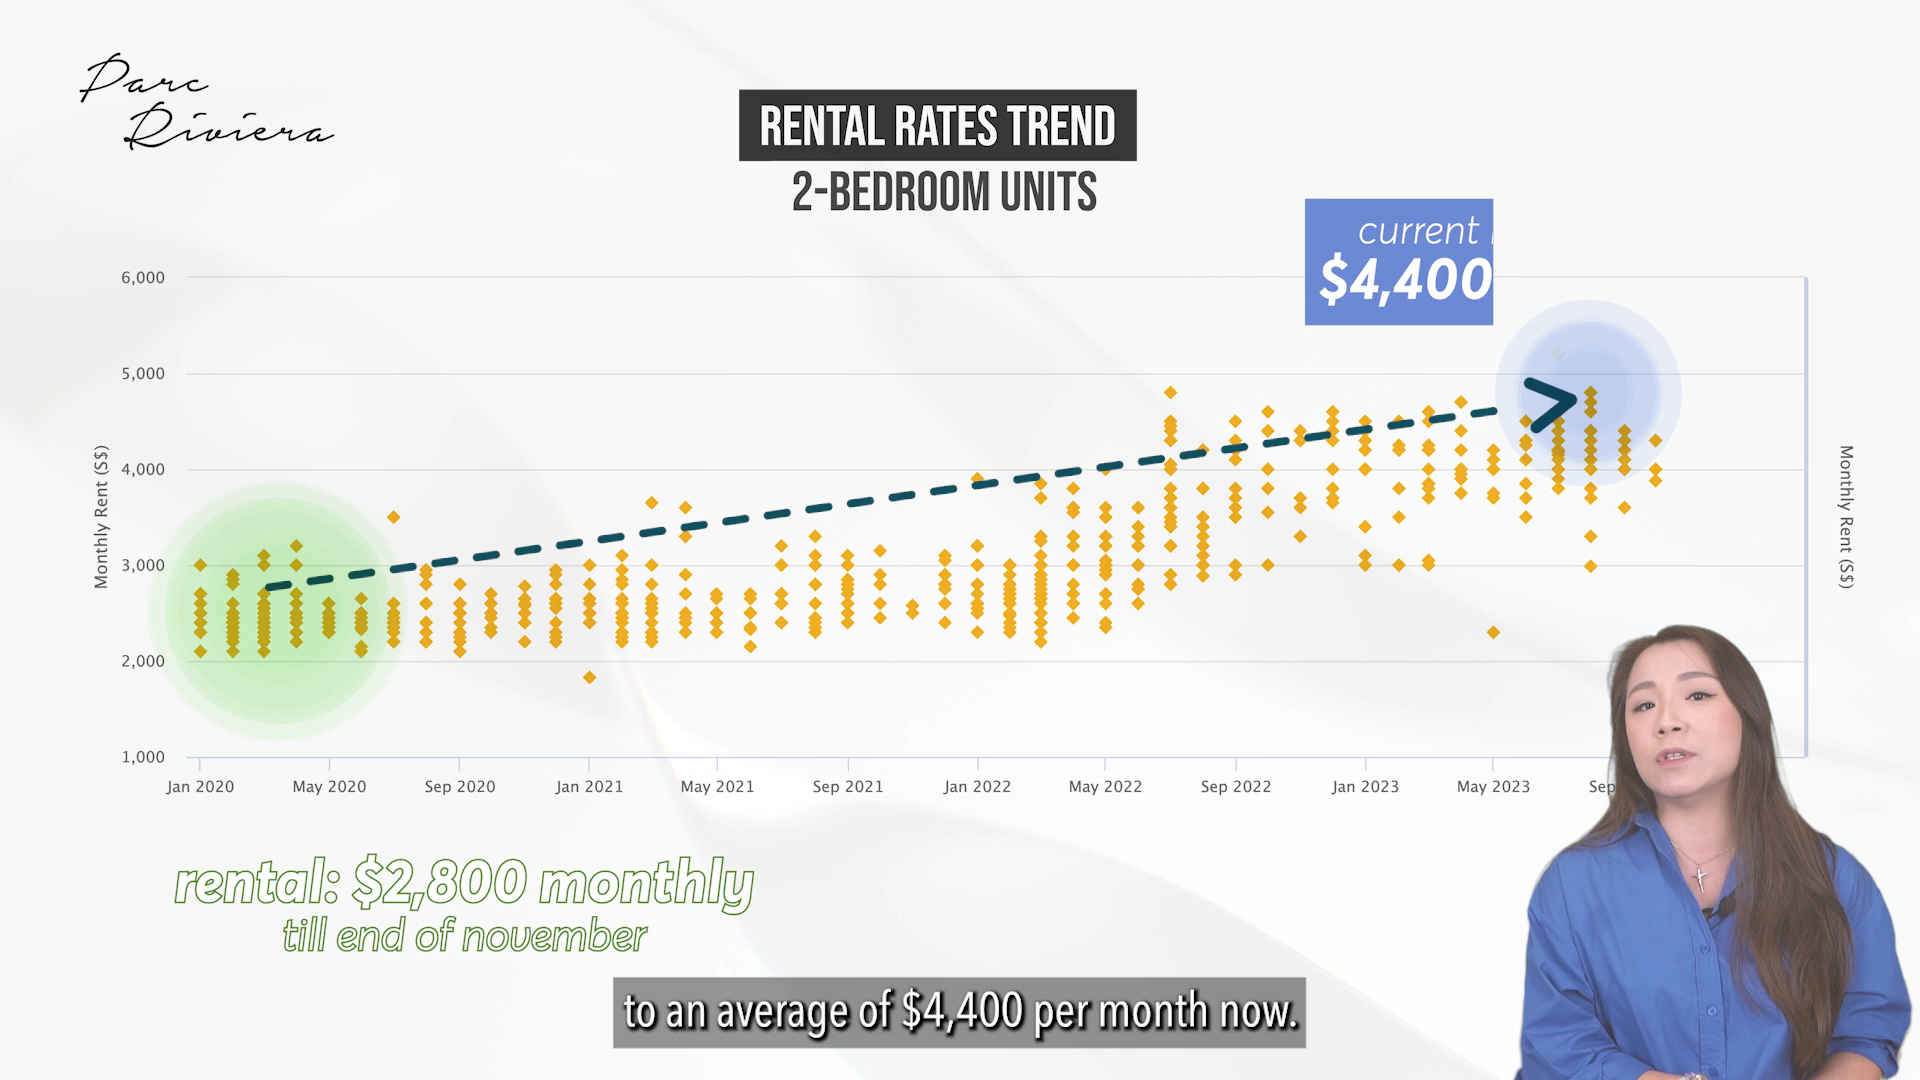 Parc
Riviera
RENTAL RATES TREND
2-BEDROOM UNITS
current
$4,400
6,000
5,000
4,000
3,000
2,000
1,000
Monthly Rent (S$)
Monthly Rent (S$)
Jan 2020 May 2020 Sep 2020 Jan 2021 May 2021 Sep 2021 Jan 2022 May 2022 Sep 2022 Jan 2023 May 2023 Sep
rental: $2,800 monthly
till end of november
to an average of $4,400 per month now.